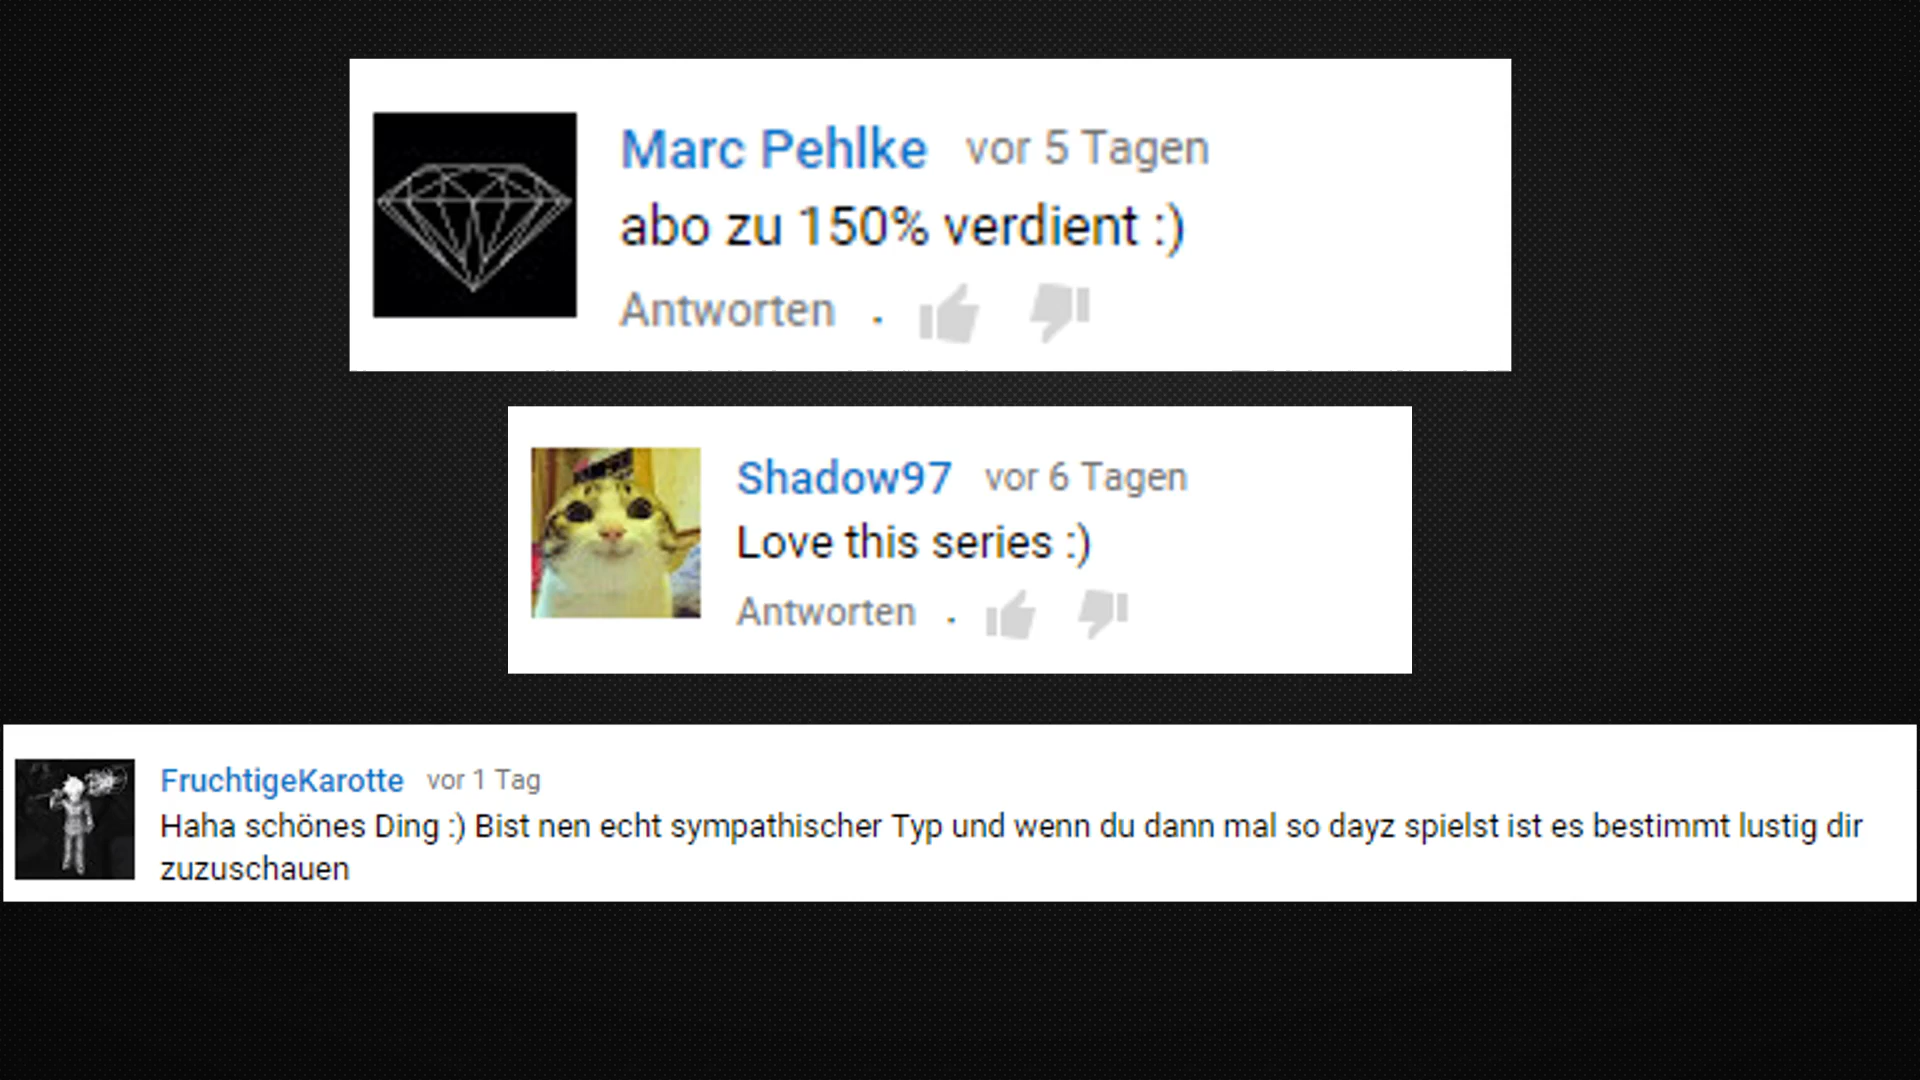 Marc Pehlke vor 5 Tagen
abo zu 150% verdient :)
Antworten .
Shadow97 vor 6 Tagen
Love this series :)
Antworten .
FruchtigeKarotte vor 1 Tag
Haha schönes Ding :) Bist nen echt sympathischer Typ und wenn du dann mal so dayz spielst ist es bestimmt lustig dir
zuzuschauen